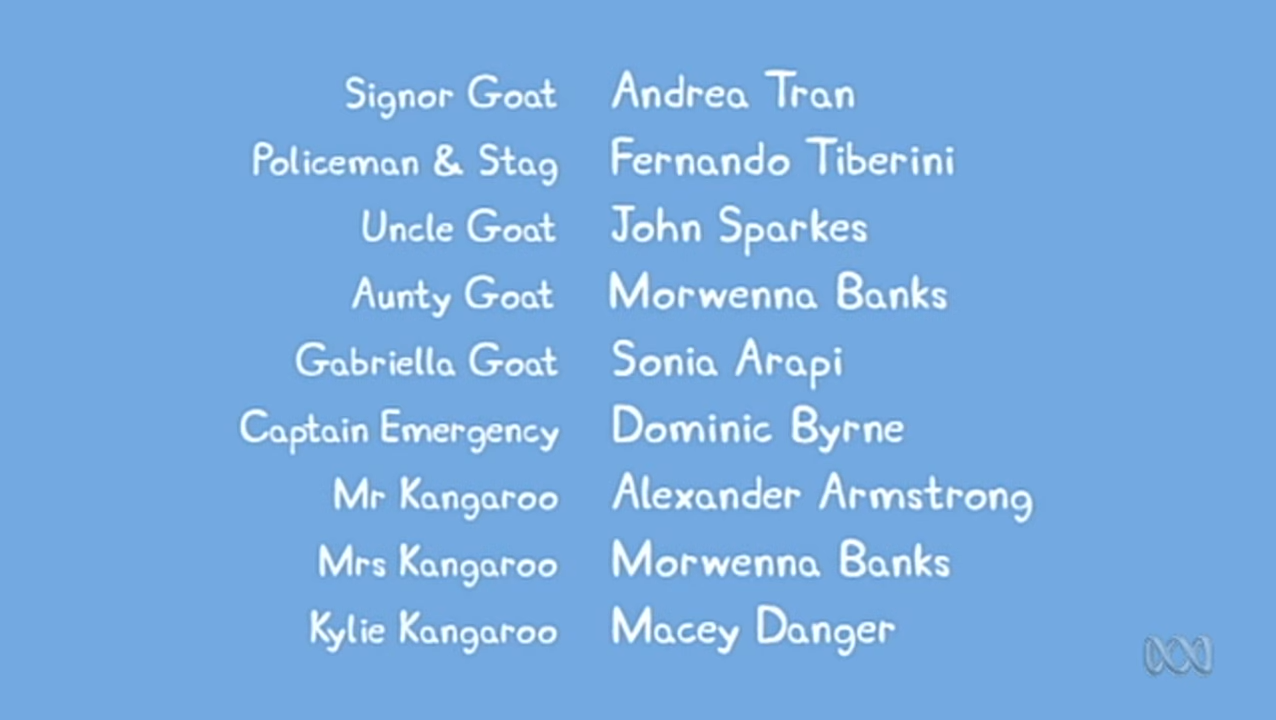 Signor Goat Andrea Tran
Policeman & Stag Fernando Tiberini
Uncle Goat John Sparkes
Aunty Goat Morwenna Banks
Gabriella Goat Sonia Arapi
Captain Emergency Dominic Byrne
Mr Kangaroo Alexander Armstrong
Mrs Kangaroo Morwenna Banks
Kylie Kangaroo Macey Danger